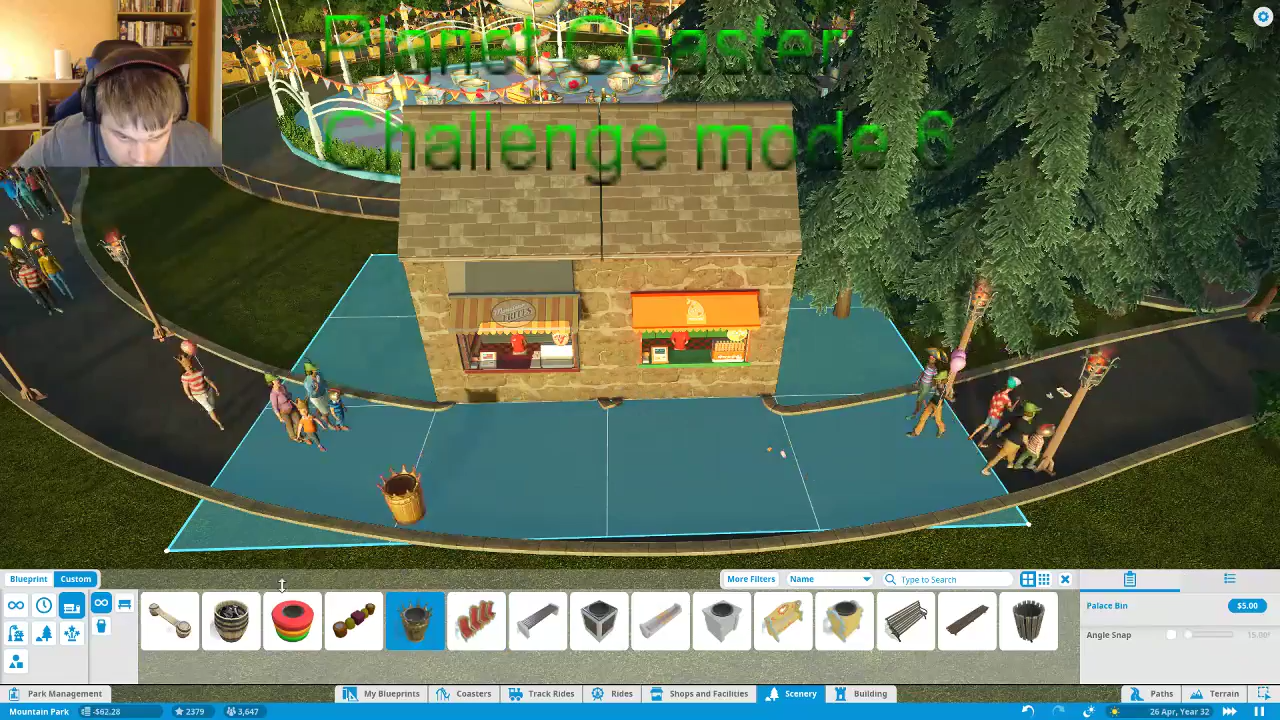 Planet Coaster
Challenge mode 6
Blueprint
Custom
More Filters
Name
Type to Search
Palace Bin
$5.00
Angle Snap
15.00°
Park Management
My Blueprints
Coasters
Track Rides
Rides
Shops and Facilities
Scenery
Building
Paths
Terrain
Mountain Park
-$62.28
2379
3,647
26 Apr, Year 32